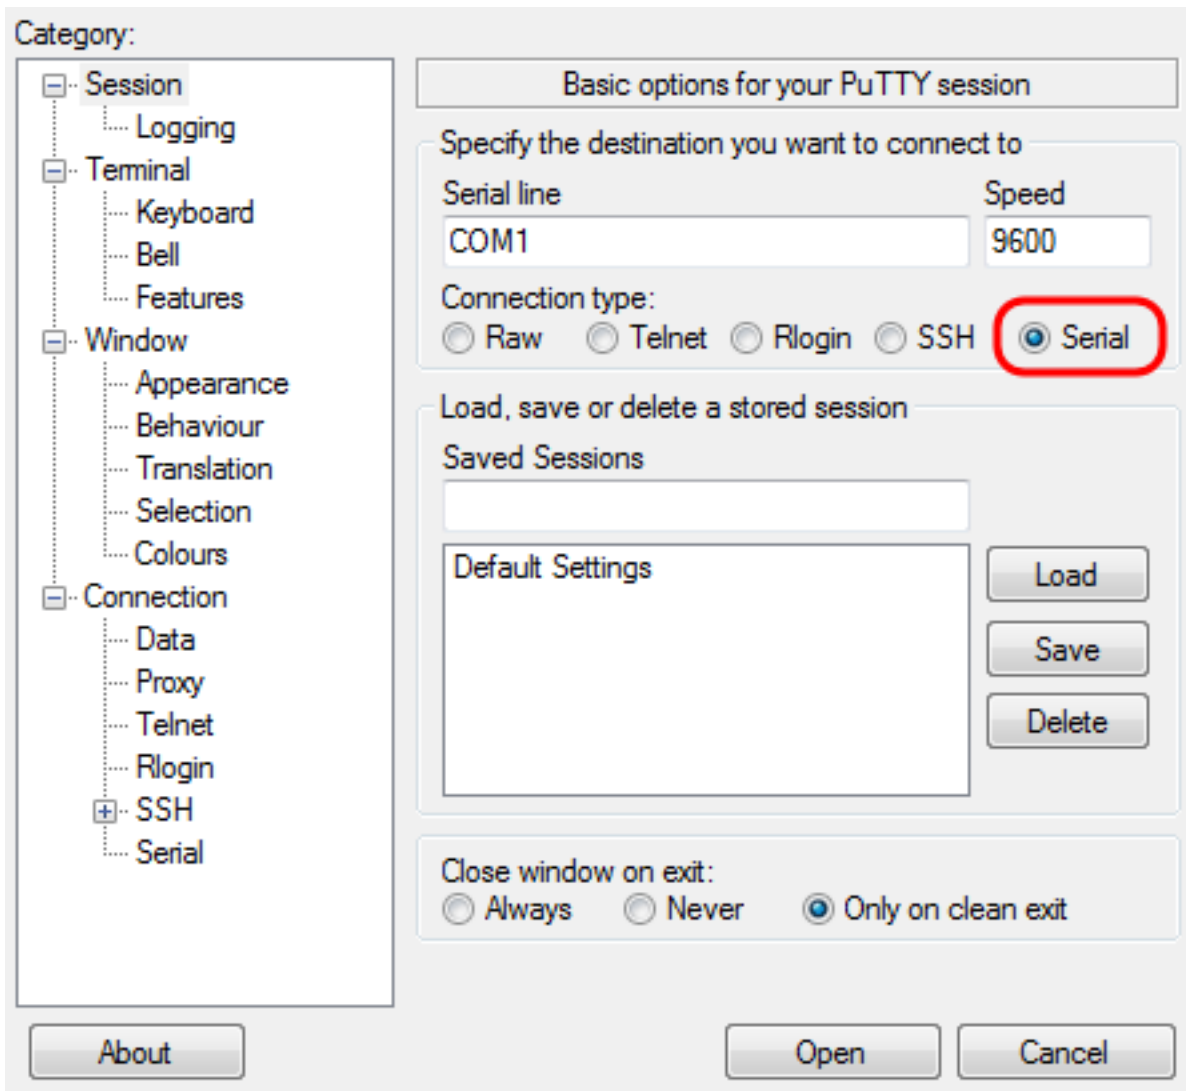 Category:
Session
Logging
Terminal
Keyboard
Bell
Features
Window
Appearance
Behaviour
Translation
Selection
Colours
Connection
Data
Proxy
Telnet
Rlogin
SSH
Serial
About
Basic options for your PuTTY session
Specify the destination you want to connect to
Serial line Speed
COM1 9600
Connection type:
Raw Telnet Rlogin SSH Serial
Load, save or delete a stored session
Saved Sessions
Default Settings
Load
Save
Delete
Close window on exit:
Always Never Only on clean exit
Open Cancel